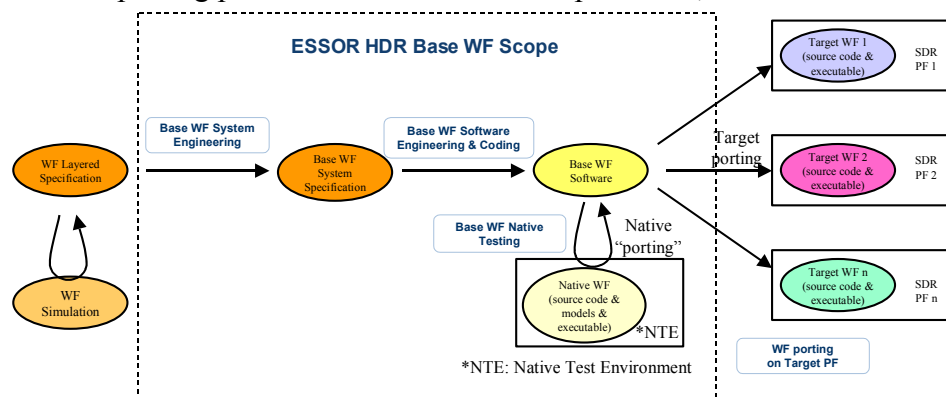 ESSOR HDR Base WF Scope
Base WF System
Engineering
Base WF Software
Engineering & Coding
WF Layered
Specification
Base WF
System
Specification
Base WF
Software
Base WF Native
Testing
Native
“porting”
WF
Simulation
Native WF
(source code &
models &
executable)
*NTE
*NTE: Native Test Environment
Target
porting
Target WF 1
(source code &
executable)
SDR
PF 1
Target WF 2
(source code &
executable)
SDR
PF 2
Target WF n
(source code &
executable)
SDR
PF n
WF porting
on Target PF